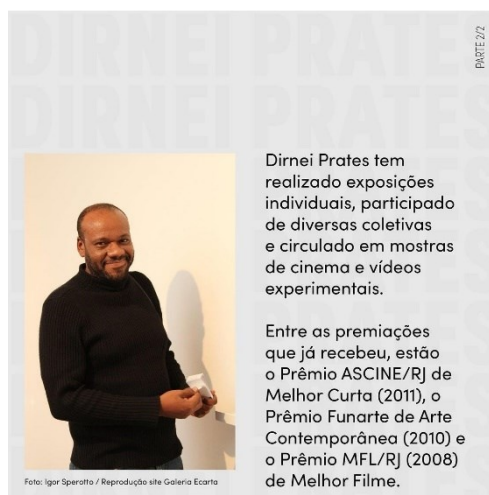 PARTE 2/2
DIRNEI PRATES
DIRNEI PRATES
Dirnei Prates tem
realizado exposições
individuais, participado
de diversas coletivas
e circulado em mostras
de cinema e vídeos
experimentais.
Entre as premiações
que já recebeu, estão
o Prêmio ASCINE/RJ de
Melhor Curta (2011), o
Prêmio Funarte de Arte
Contemporânea (2010) e
o Prêmio MFL/RJ (2008)
de Melhor Filme.
Foto: Igor Sperotto / Reprodução site Galeria Ecarta